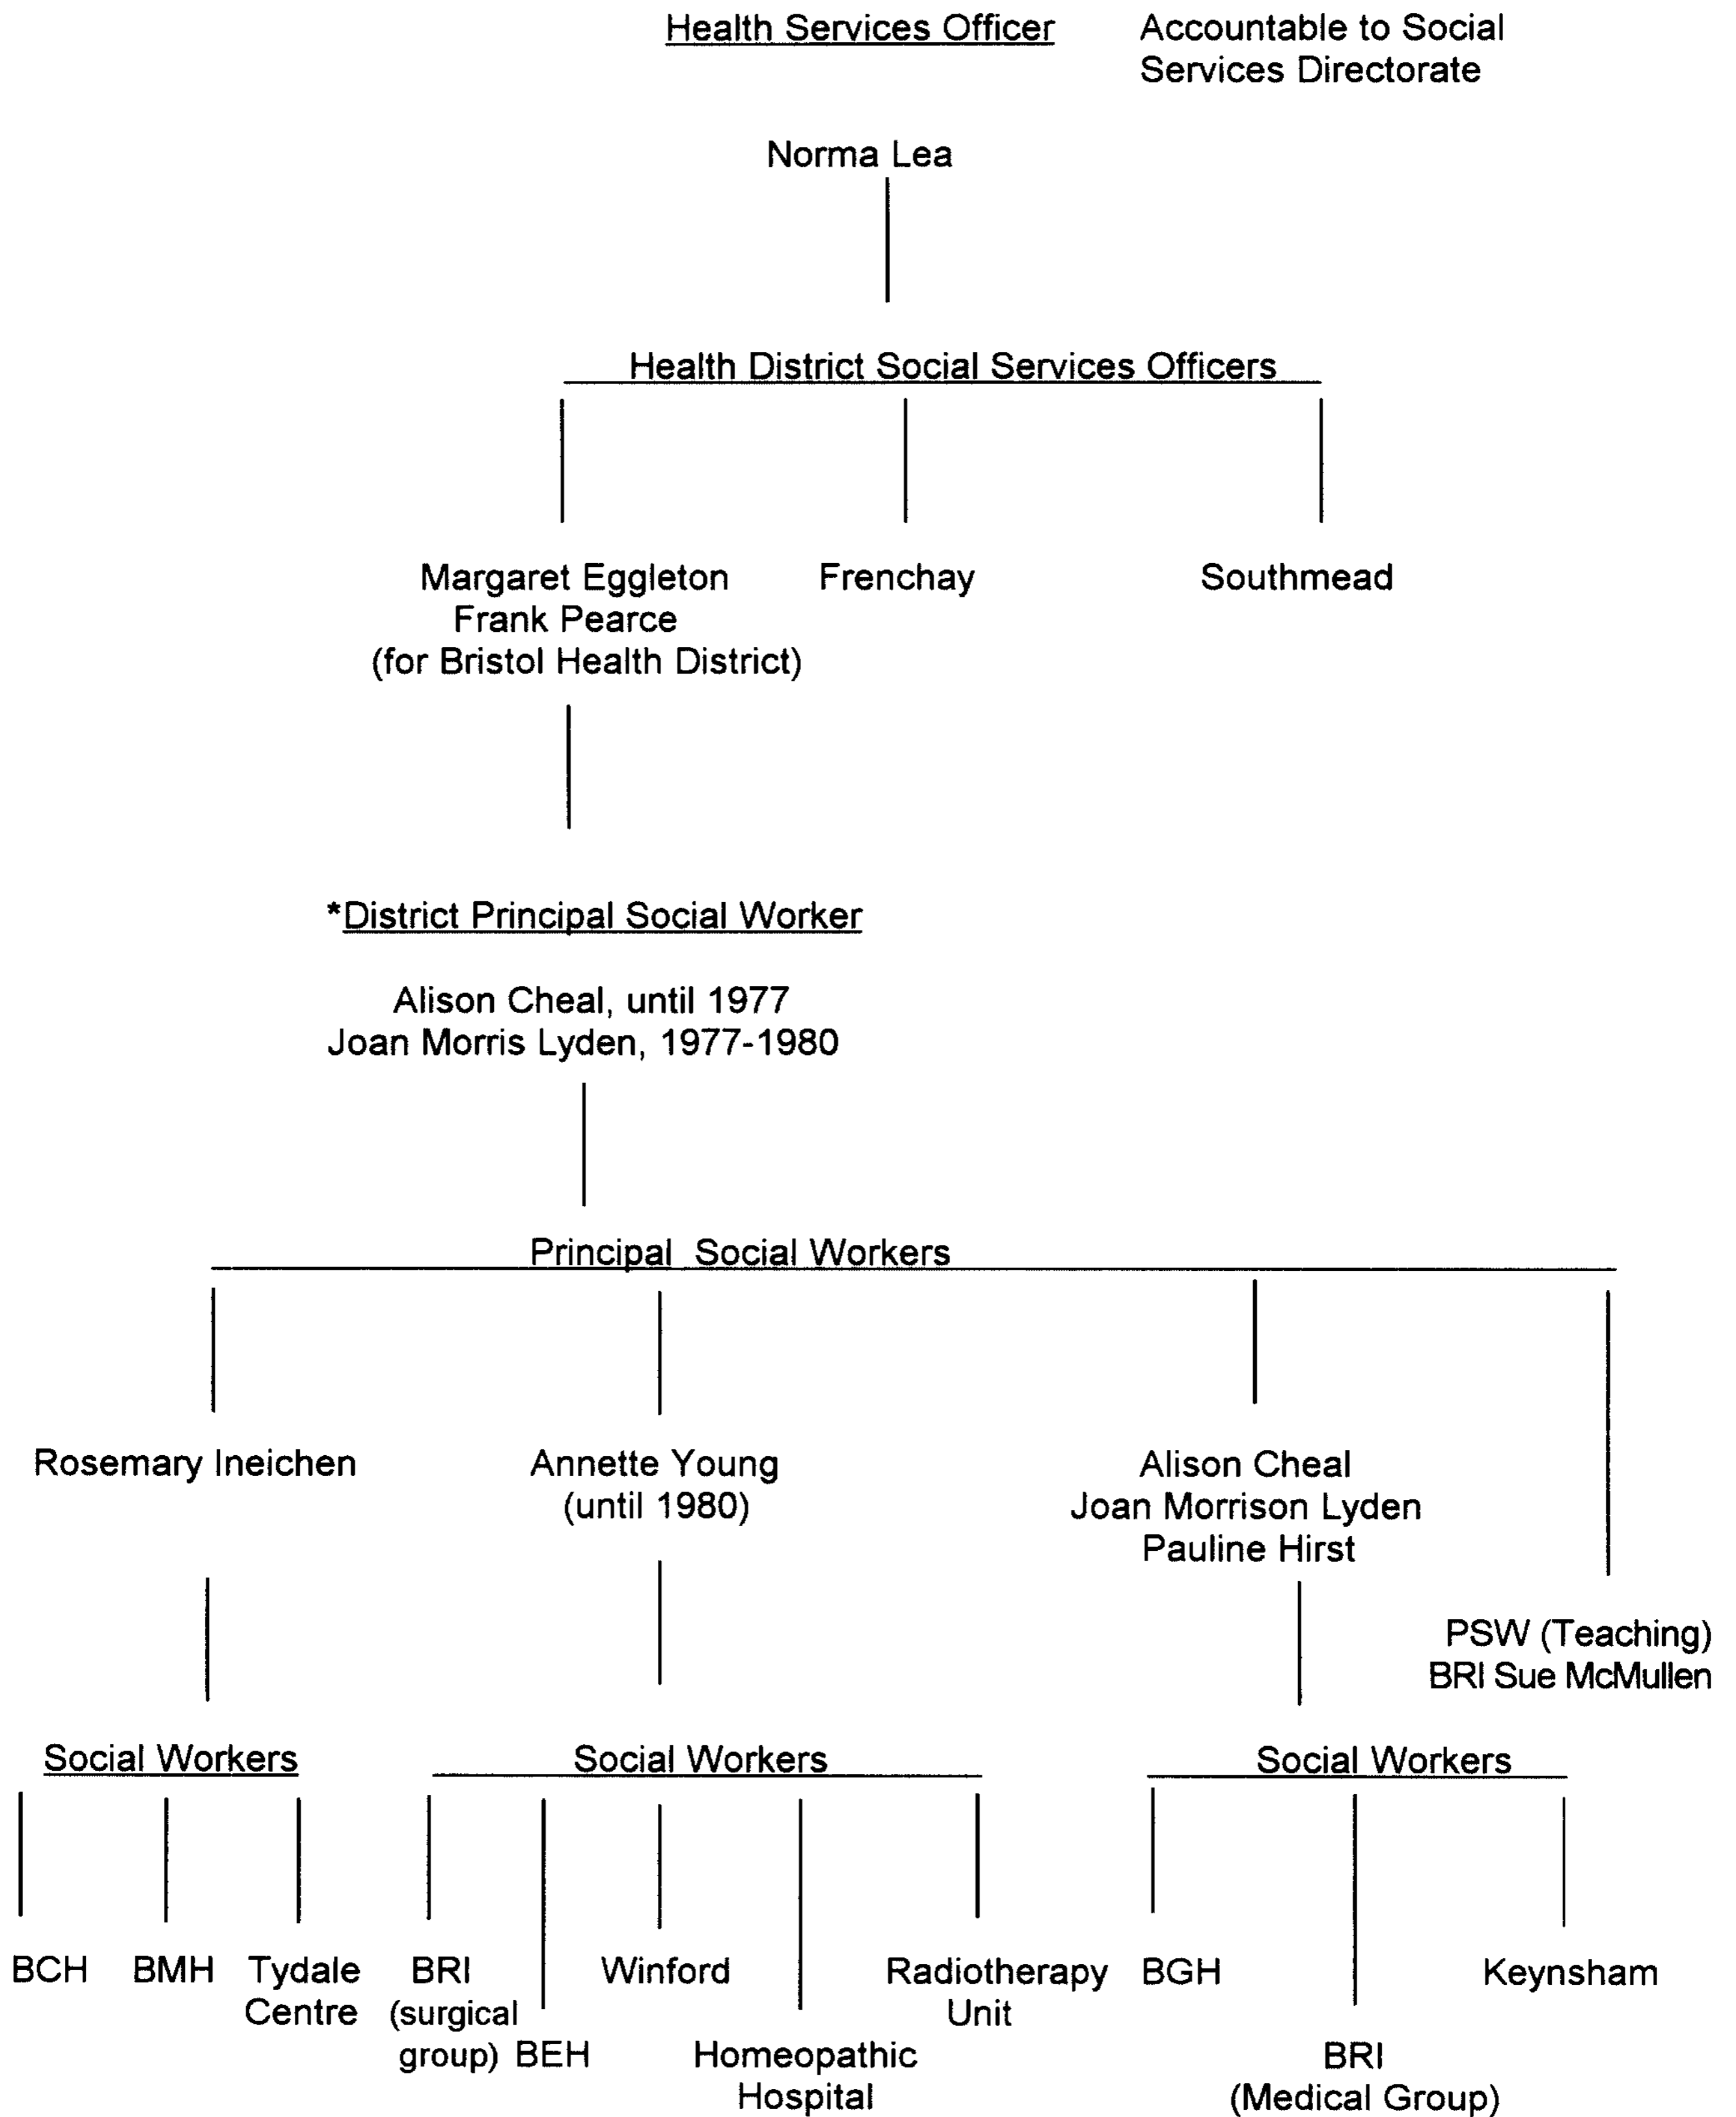 Health Services Officer
Accountable to Social
Services Directorate
Norma Lea
Health District Social Services Officers
Margaret Eggleton
Frank Pearce
(for Bristol Health District)
Frenchay
Southmead
*District Principal Social Worker
Alison Cheal, until 1977
Joan Morris Lyden, 1977-1980
Principal Social Workers
Rosemary Ineichen
Annette Young
(until 1980)
Alison Cheal
Joan Morrison Lyden
Pauline Hirst
PSW (Teaching)
BRI Sue McMullen
Social Workers
Social Workers
Social Workers
BCH
BMH
Tydale
Centre
BRI
(surgical
group)
BEH
Winford
Homeopathic
Hospital
Radiotherapy
Unit
BGH
BRI
(Medical Group)
Keynsham